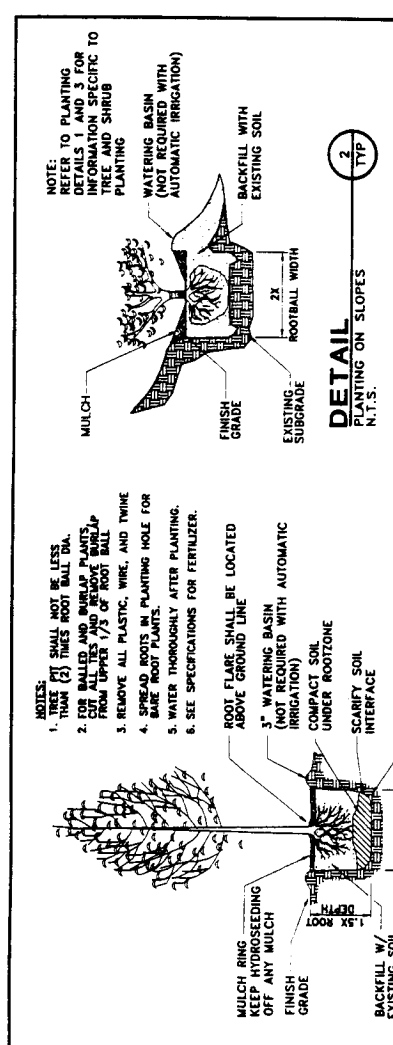 NOTES:
1. TREE PIT SHALL NOT BE LESS
THAN (2) TIMES ROOT BALL DIA.
2. FOR BALLED AND BURLAP PLANTS,
CUT ALL TIES AND REMOVE BURLAP
FROM UPPER 1/3 OF ROOT BALL
3. REMOVE ALL PLASTIC, WIRE, AND TWINE
4. SPREAD ROOTS IN PLANTING HOLE FOR
BARE ROOT PLANTS.
5. WATER THOROUGHLY AFTER PLANTING.
6. SEE SPECIFICATIONS FOR FERTILIZER.
ROOT FLARE SHALL BE LOCATED
ABOVE GROUND LINE
3" WATERING BASIN
(NOT REQUIRED WITH AUTOMATIC
IRRIGATION)
COMPACT SOIL
UNDER ROOTZONE
SCARIFY SOIL
INTERFACE
MULCH RING
KEEP HYDROSEEDING
OFF ANY MULCH
FINISH
GRADE
1.5X ROOT
DEPTH
BACKFILL W/
EXISTING SOIL
NOTE:
REFER TO PLANTING
DETAILS 1 AND 3 FOR
INFORMATION SPECIFIC TO
TREE AND SHRUB
PLANTING
WATERING BASIN
(NOT REQUIRED WITH
AUTOMATIC IRRIGATION)
BACKFILL WITH
EXISTING SOIL
MULCH
FINISH
GRADE
EXISTING
SUBGRADE
2X
ROOTBALL WIDTH
DETAIL
PLANTING ON SLOPES
N.T.S.
2
TYP